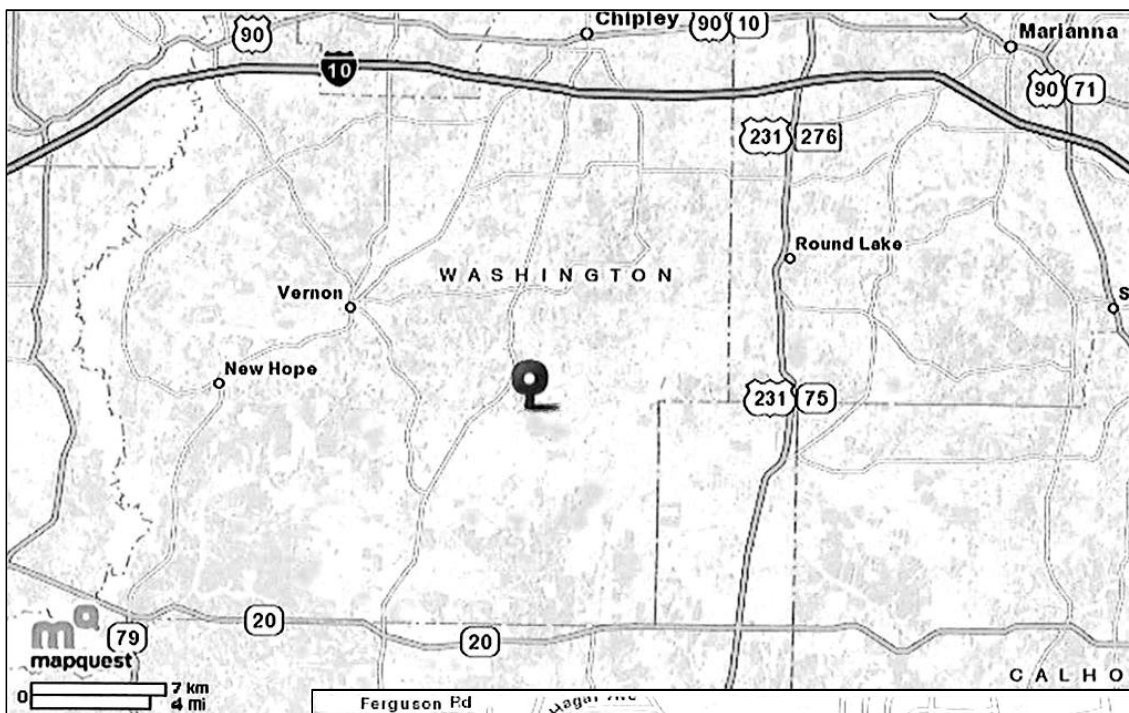 Chipley
90
90
10
Marianna
10
90
71
231
276
Round Lake
WASHINGTON
Vernon
S
New Hope
231
75
20
20
79
mapquest
CALHO
0
7 km
4 mi
Ferguson Rd